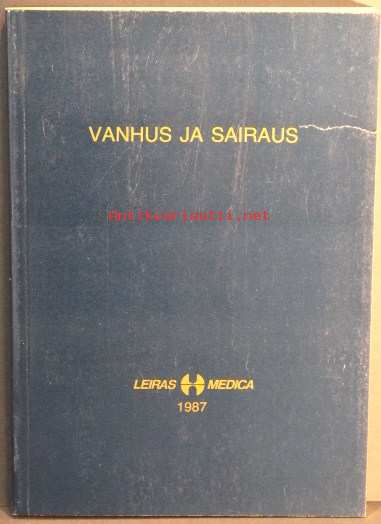 VANHUS JA SAIRAUS
Antikvariaatti.net
LEIRAS MEDICA
1987